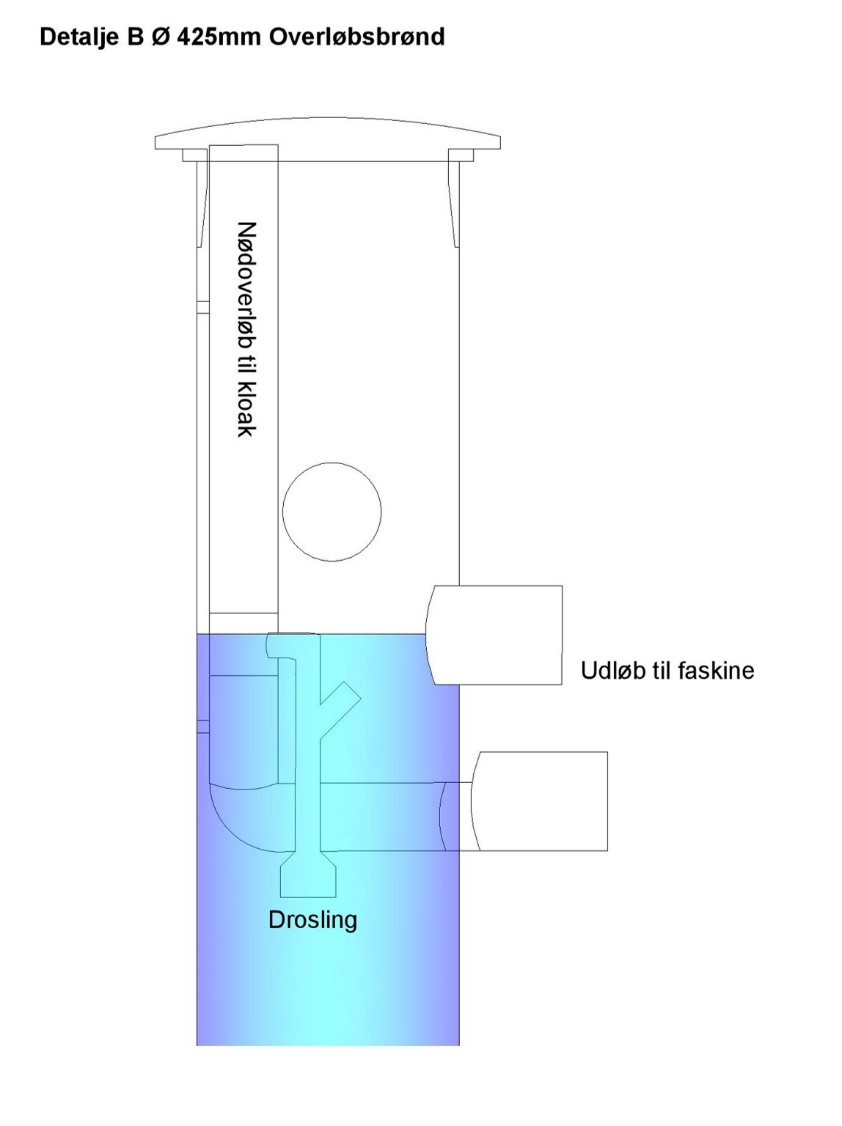 Detalje B Ø 425mm Overløbsbrønd
Nødoverløb til kloak
Udløb til faskine
Drosling